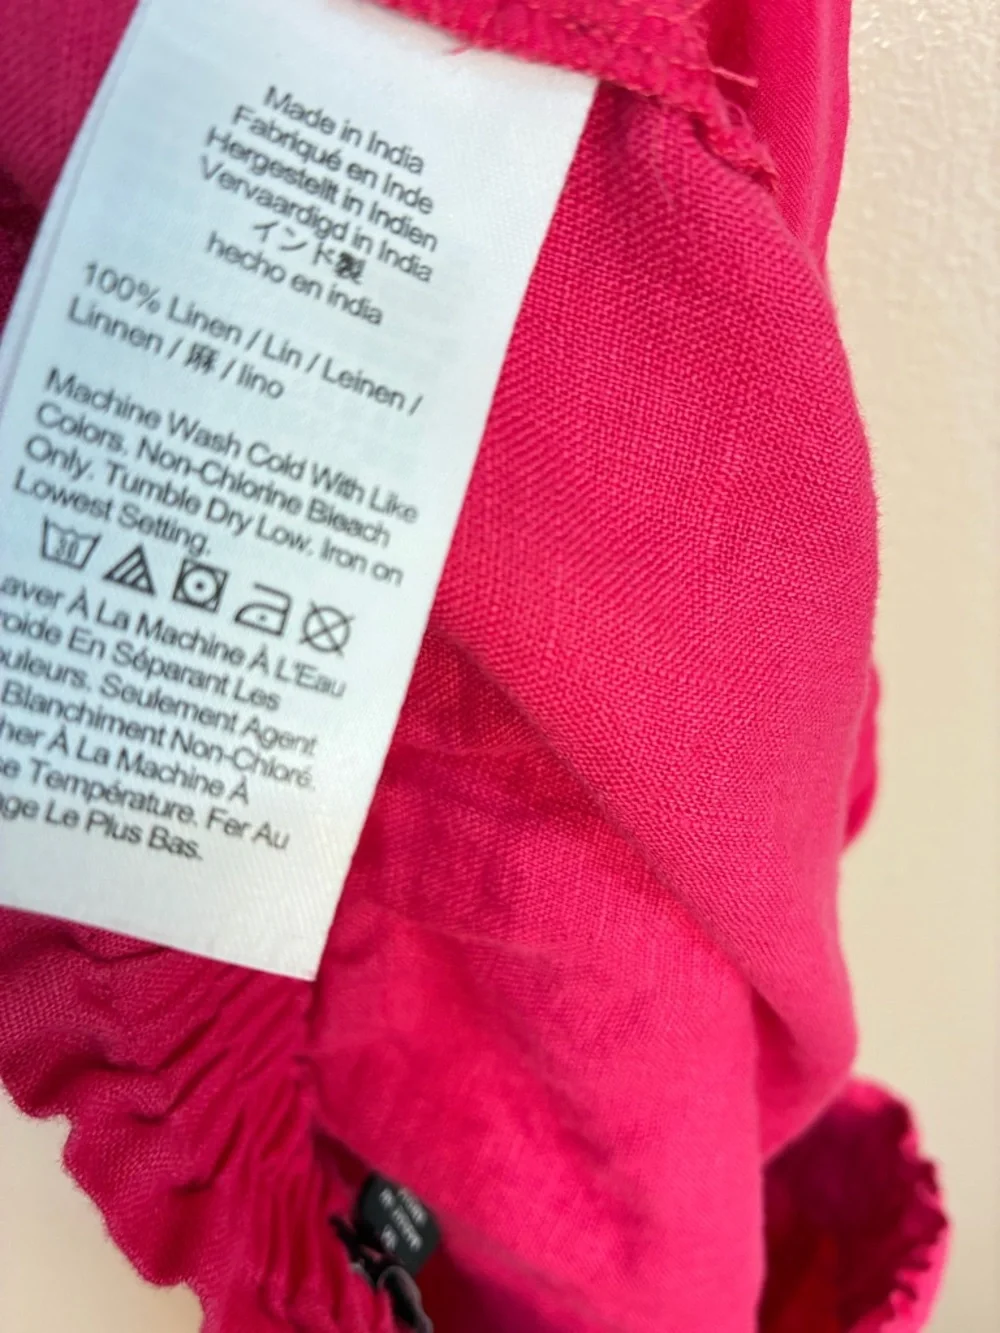 Made in India
Fabriqué en Inde
Hergestellt in Indien
Vervaardigd in India
インド製
hecho en india
100% Linen / Lin / Leinen /
Linnen / 麻 / lino
Machine Wash Cold With Like
Colors. Non-Chlorine Bleach
Only. Tumble Dry Low. Iron on
Lowest Setting.
30
aver À La Machine À L'Eau
roide En Séparant Les
ouleurs. Seulement Agent
Blanchiment Non-Chloré.
her À La Machine À
se Température. Fer Au
age Le Plus Bas.